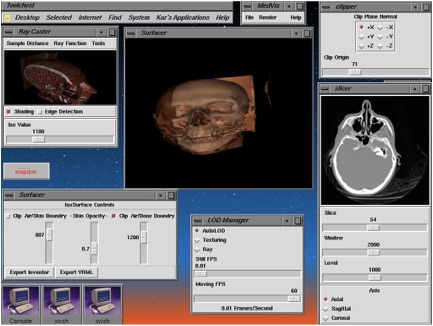 Toolchest
Desktop Selected Internet Find System Kaz's Applications Help
Ray Caster
Sample Distance Ray Function Tools
Shading Edge Detection
Iso Value
1100
snapshot
Surfacer
MedVis
File Render Help
clipper
Clip Plane Normal
+X -X
+Y -Y
+Z -Z
Clip Origin
71
slicer
Slice
54
Window
2000
Level
1000
Axis
Axial
Sagittal
Coronal
Surfacer
IsoSurface Controls
Clip Air/Skin Boundry -Skin Opacity- Clip Air/Bone Boundry
807
0.7
1200
Export Inventor Export VRML
LOD Manager
AutoLOD
Texturing
Ray
Still FPS
0.01
Moving FPS
60
0.01 Frames/Second
Console